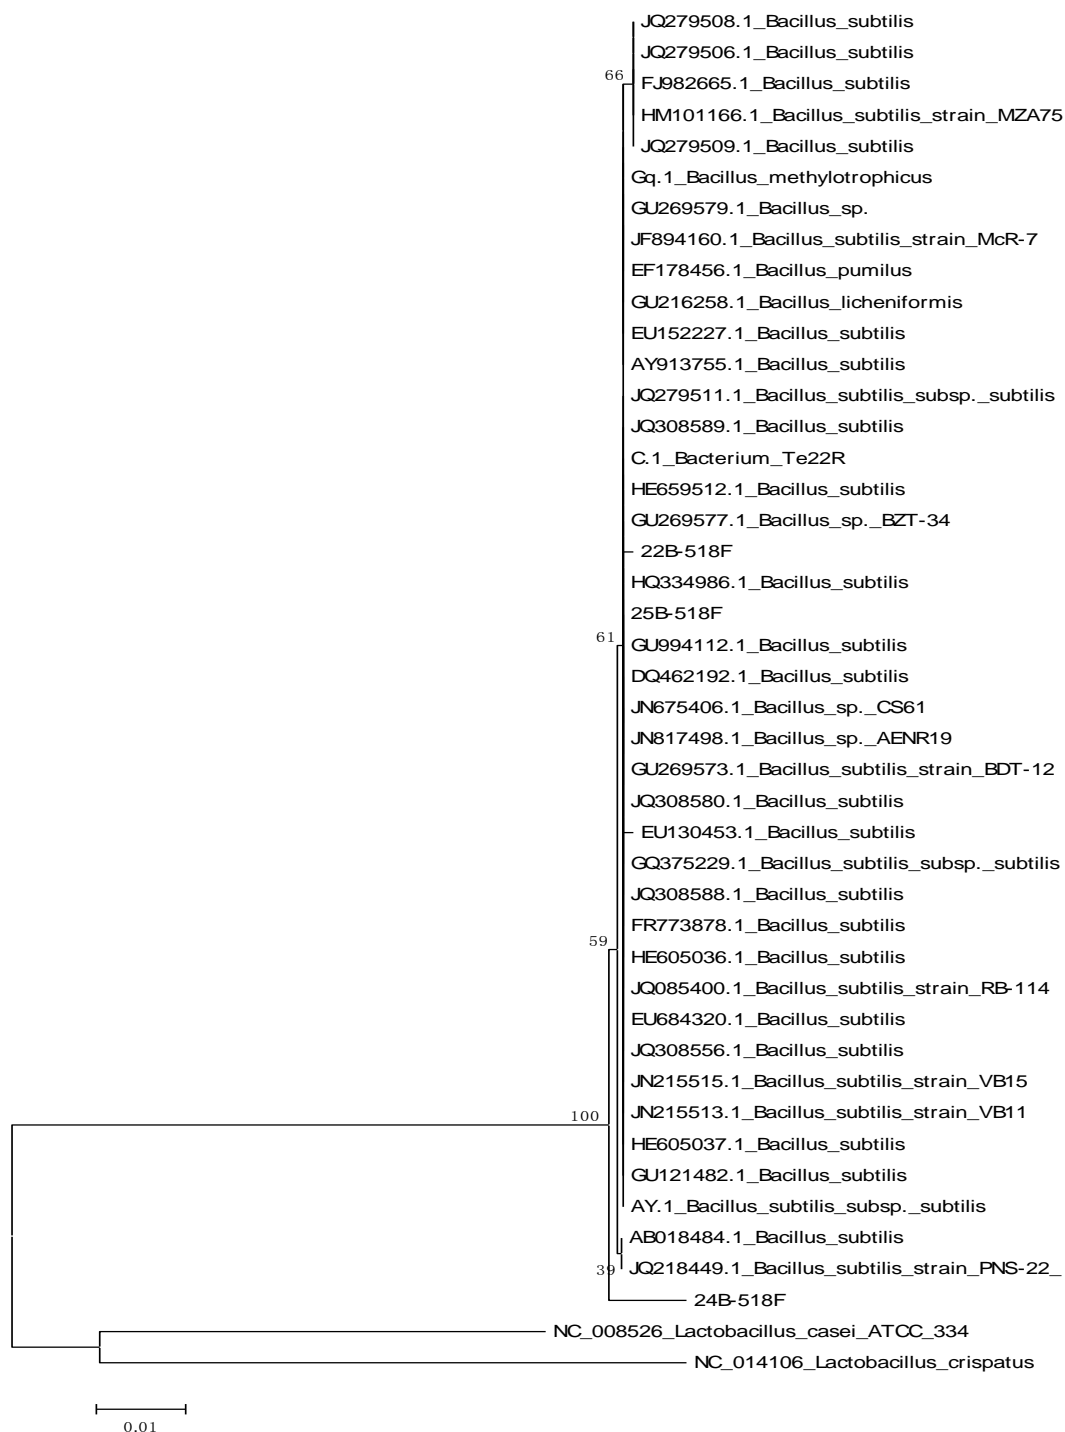 JQ279508.1_Bacillus_subtilis
JQ279506.1_Bacillus_subtilis
66
FJ982665.1_Bacillus_subtilis
HM101166.1_Bacillus_subtilis_strain_MZA75
JQ279509.1_Bacillus_subtilis
Gq.1_Bacillus_methylotrophicus
GU269579.1_Bacillus_sp.
JF894160.1_Bacillus_subtilis_strain_McR-7
EF178456.1_Bacillus_pumilus
GU216258.1_Bacillus_licheniformis
EU152227.1_Bacillus_subtilis
AY913755.1_Bacillus_subtilis
JQ279511.1_Bacillus_subtilis_subsp._subtilis
JQ308589.1_Bacillus_subtilis
C.1_Bacterium_Te22R
HE659512.1_Bacillus_subtilis
GU269577.1_Bacillus_sp._BZT-34
22B-518F
HQ334986.1_Bacillus_subtilis
25B-518F
61
GU994112.1_Bacillus_subtilis
DQ462192.1_Bacillus_subtilis
JN675406.1_Bacillus_sp._CS61
JN817498.1_Bacillus_sp._AENR19
GU269573.1_Bacillus_subtilis_strain_BDT-12
JQ308580.1_Bacillus_subtilis
EU130453.1_Bacillus_subtilis
GQ375229.1_Bacillus_subtilis_subsp._subtilis
JQ308588.1_Bacillus_subtilis
FR773878.1_Bacillus_subtilis
59
HE605036.1_Bacillus_subtilis
JQ085400.1_Bacillus_subtilis_strain_RB-114
EU684320.1_Bacillus_subtilis
JQ308556.1_Bacillus_subtilis
JN215515.1_Bacillus_subtilis_strain_VB15
100
JN215513.1_Bacillus_subtilis_strain_VB11
HE605037.1_Bacillus_subtilis
GU121482.1_Bacillus_subtilis
AY.1_Bacillus_subtilis_subsp._subtilis
AB018484.1_Bacillus_subtilis
39
JQ218449.1_Bacillus_subtilis_strain_PNS-22_
24B-518F
NC_008526_Lactobacillus_casei_ATCC_334
NC_014106_Lactobacillus_crispatus
0.01